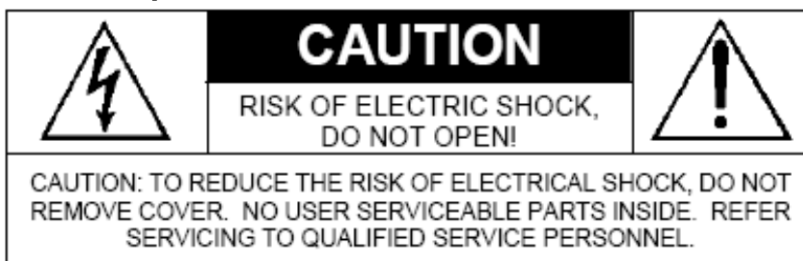 CAUTION
RISK OF ELECTRIC SHOCK,
DO NOT OPEN!
CAUTION: TO REDUCE THE RISK OF ELECTRICAL SHOCK, DO NOT
REMOVE COVER. NO USER SERVICEABLE PARTS INSIDE. REFER
SERVICING TO QUALIFIED SERVICE PERSONNEL.